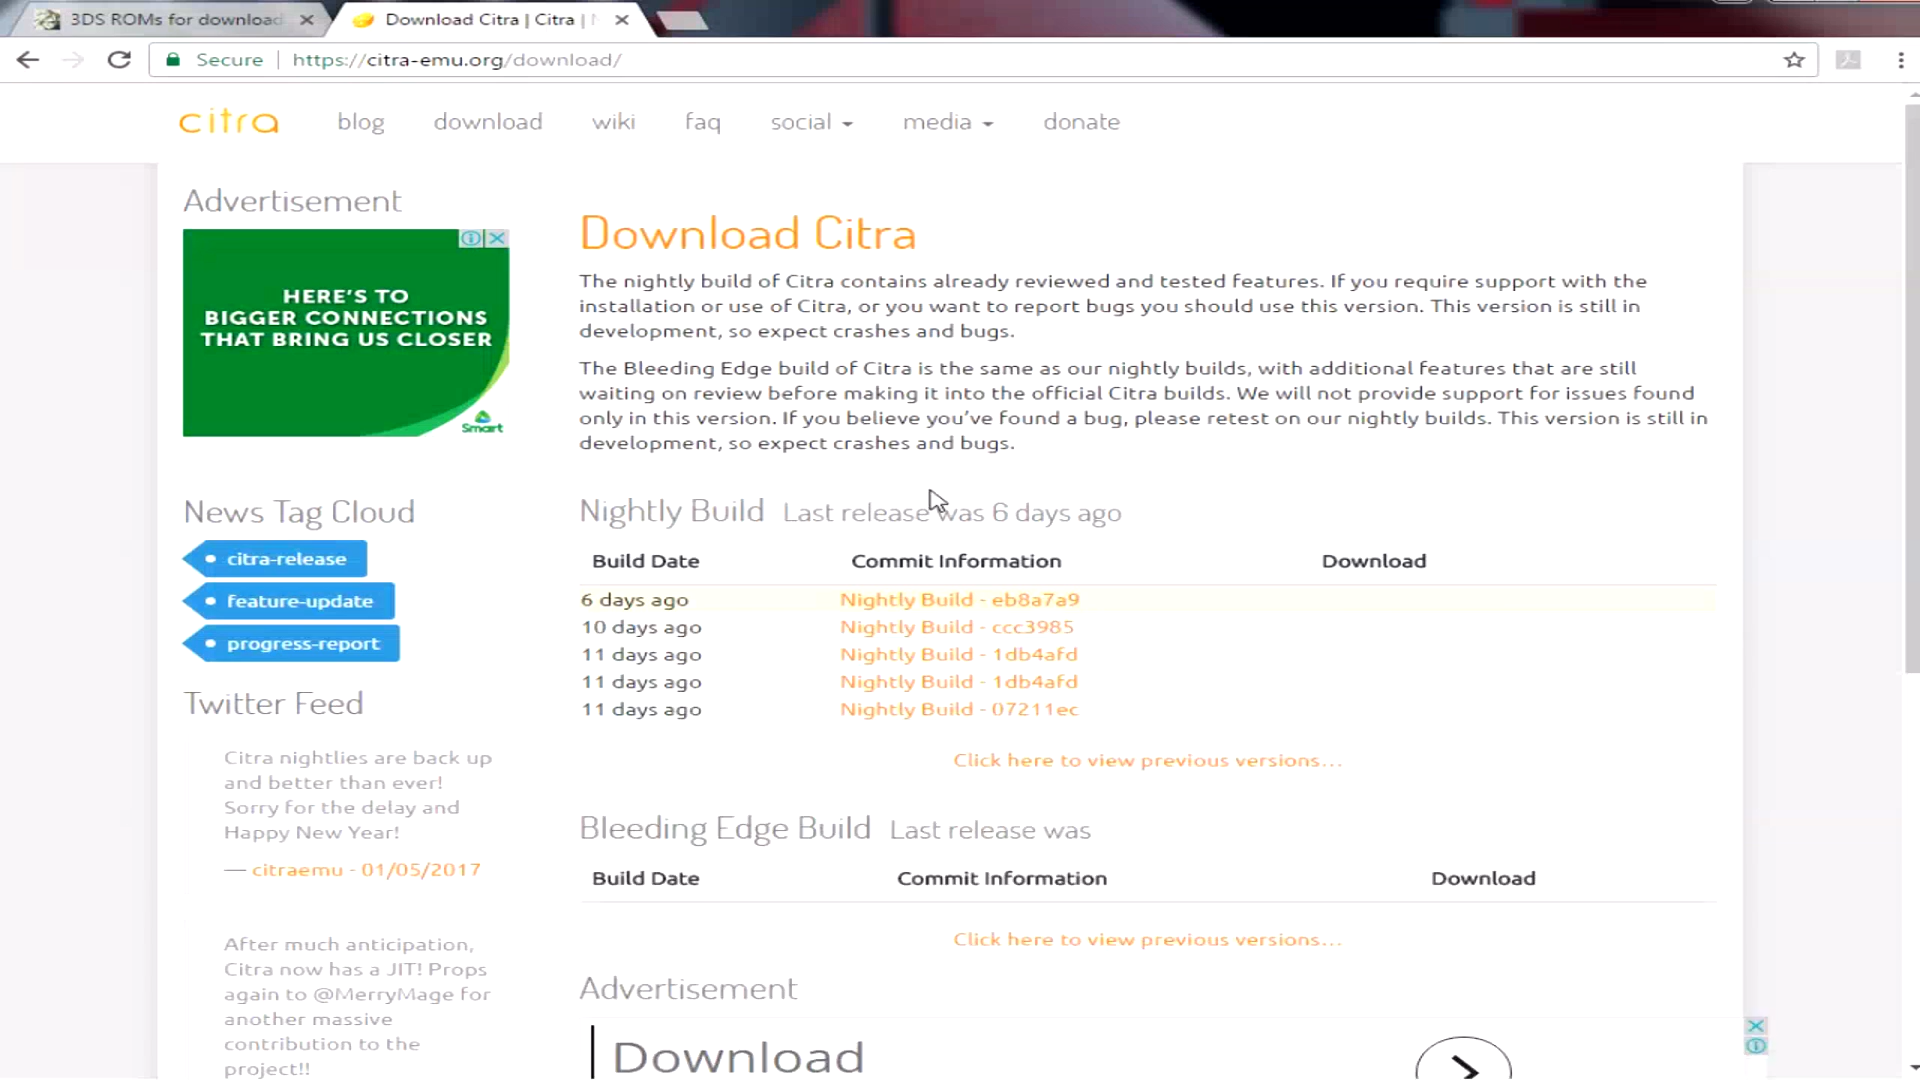 3DS ROMs for download
Download Citra | Citra |
Secure
https://citra-emu.org/download/
citra
blog
download
wiki
faq
social
media
donate
Advertisement
HERE'S TO
BIGGER CONNECTIONS
THAT BRING US CLOSER
Smart
News Tag Cloud
citra-release
feature-update
progress-report
Twitter Feed
Citra nightlies are back up
and better than ever!
Sorry for the delay and
Happy New Year!
— citraemu - 01/05/2017
After much anticipation,
Citra now has a JIT! Props
again to @MerryMage for
another massive
contribution to the
project!!
Download Citra
The nightly build of Citra contains already reviewed and tested features. If you require support with the
installation or use of Citra, or you want to report bugs you should use this version. This version is still in
development, so expect crashes and bugs.
The Bleeding Edge build of Citra is the same as our nightly builds, with additional features that are still
waiting on review before making it into the official Citra builds. We will not provide support for issues found
only in this version. If you believe you've found a bug, please retest on our nightly builds. This version is still in
development, so expect crashes and bugs.
Nightly Build Last release was 6 days ago
Build Date Commit Information Download
6 days ago Nightly Build - eb8a7a9
10 days ago Nightly Build - ccc3985
11 days ago Nightly Build - 1db4afd
11 days ago Nightly Build - 1db4afd
11 days ago Nightly Build - 07211ec
Click here to view previous versions...
Bleeding Edge Build Last release was
Build Date Commit Information Download
Click here to view previous versions...
Advertisement
Download